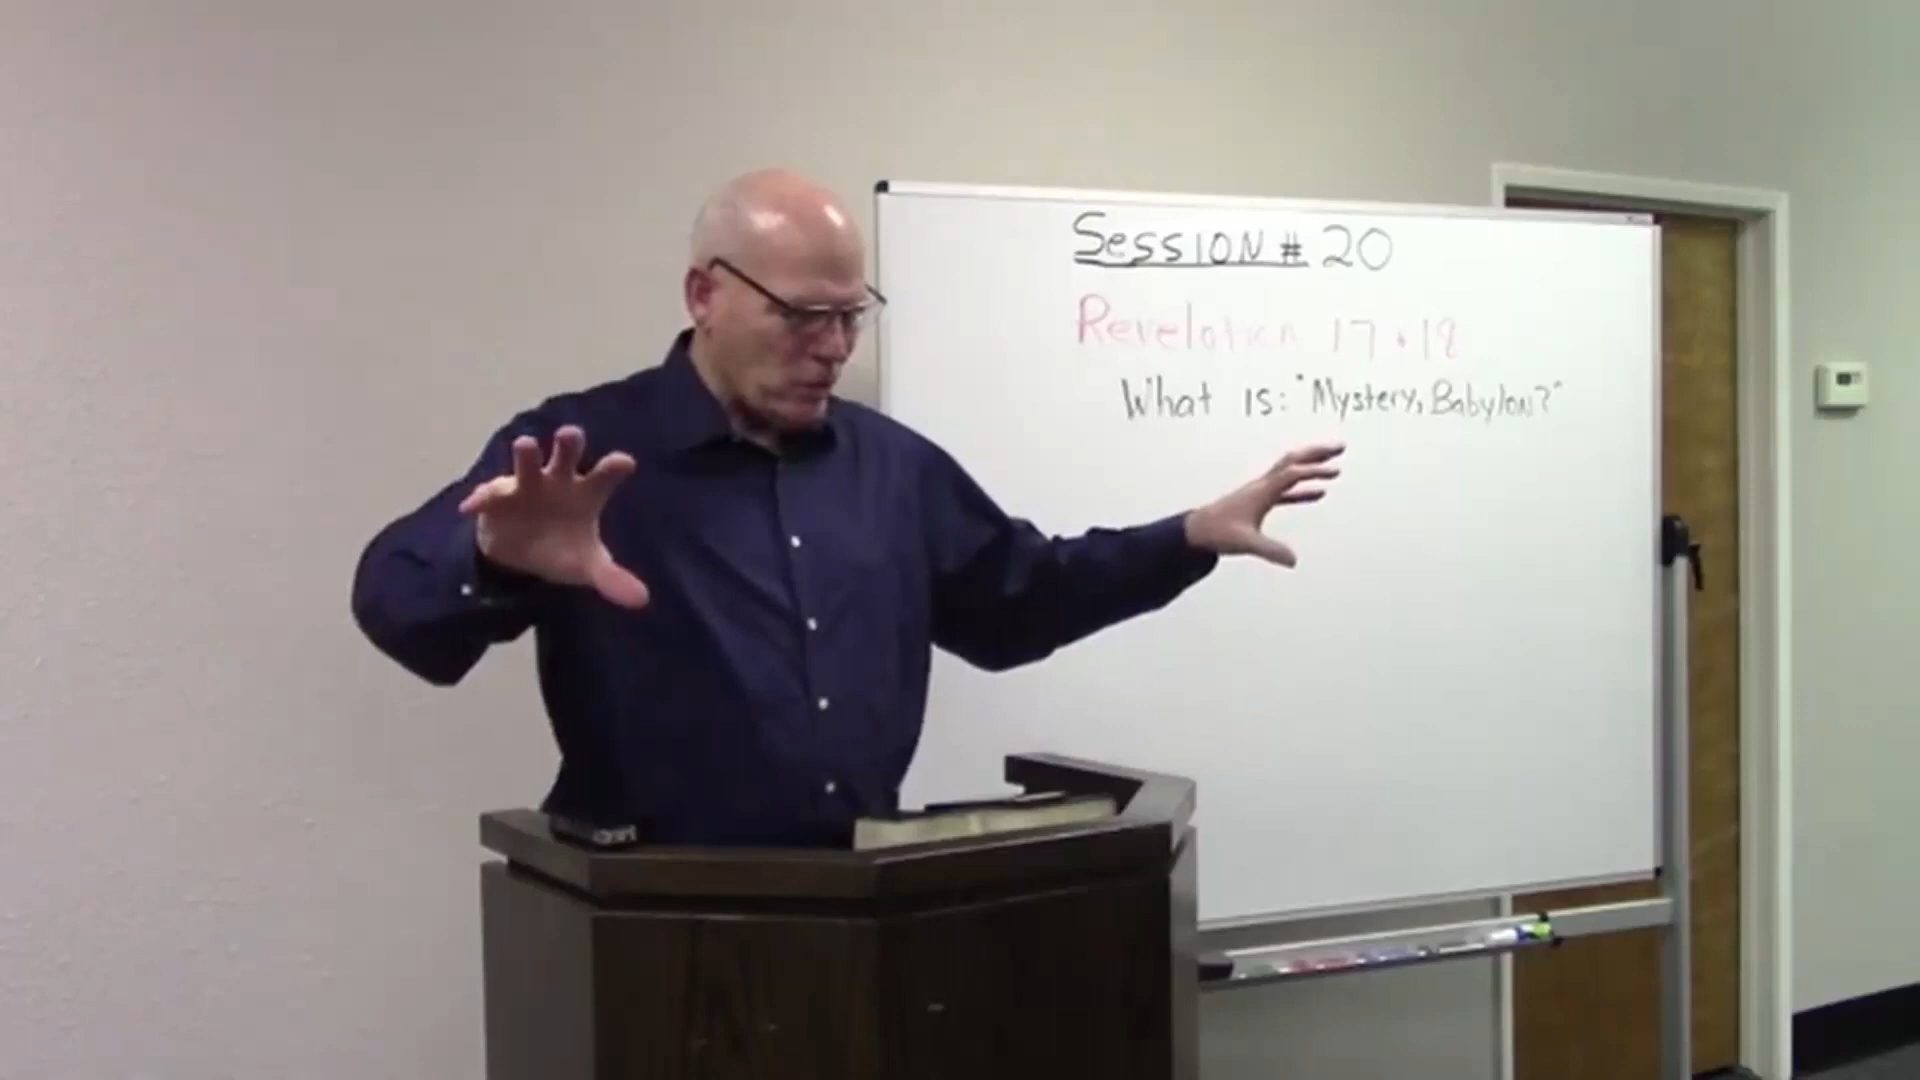 Session # 20
Revelation 17 + 18
What is: "Mystery, Babylon?"